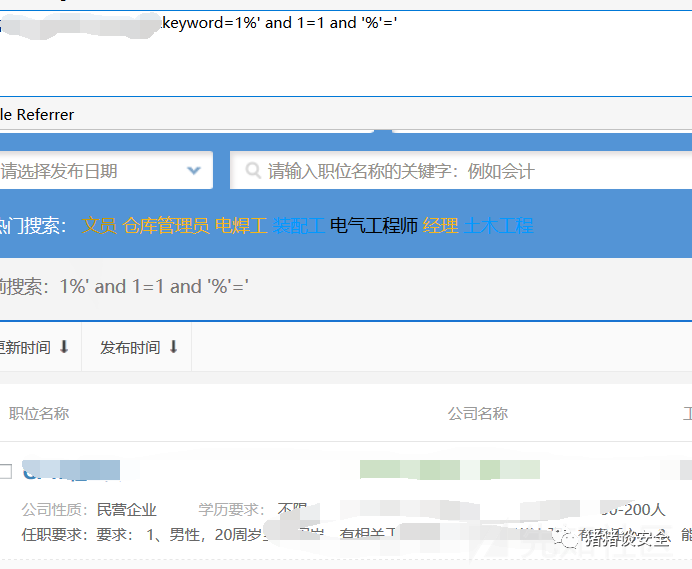 keyword=1%' and 1=1 and '%'='
le Referrer
请选择发布日期
请输入职位名称的关键字：例如会计
热门搜索： 文员 仓库管理员 电焊工 装配工 电气工程师 经理 土木工程
前搜索：1%' and 1=1 and '%'='
更新时间 ⬇ 发布时间 ⬇
职位名称 公司名称 工
公司性质：民营企业 学历要求：不限 50-200人
任职要求：要求： 1、男性，20周岁 有相关 能
猪猪谈安全